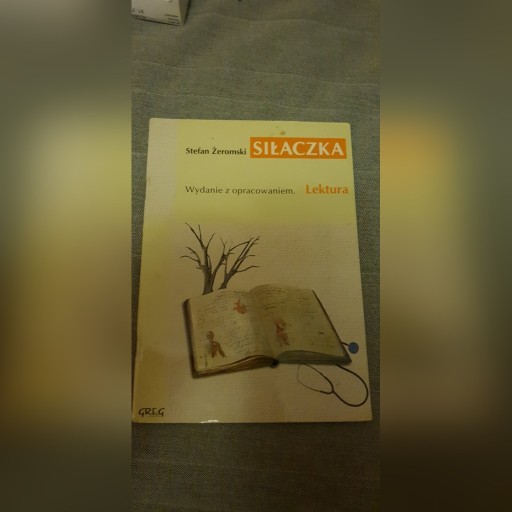 Stefan Żeromski SIŁACZKA
Wydanie z opracowaniem. Lektura
GREG